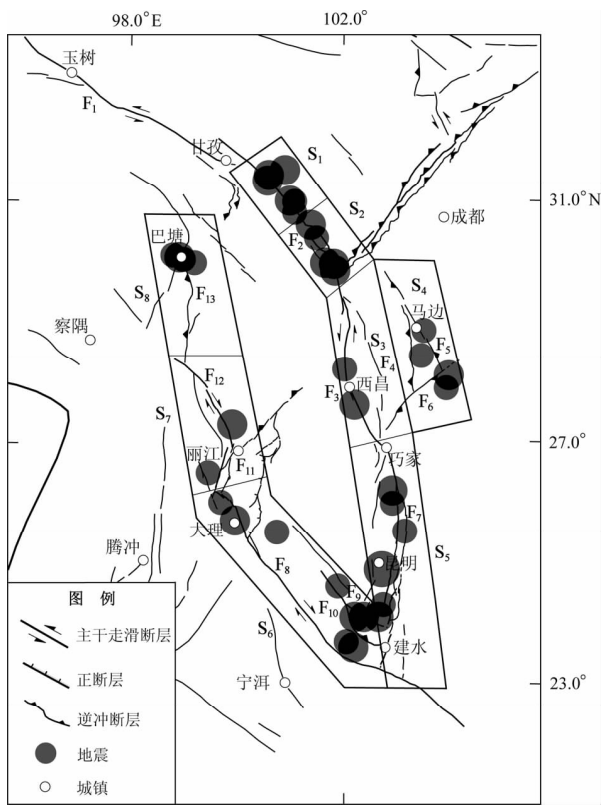 98.0°E
102.0°
玉树
F1
甘孜
S1
S2
31.0°N
成都
F2
巴塘
S8
F13
S4
马边
察隅
S3
F4
F5
F12
F3
西昌
F6
S7
丽江
F11
27.0°
巧家
大理
F7
腾冲
F8
昆明
S5
图 例
F9
F10
主干走滑断层
S6
建水
正断层
宁洱
23.0°
逆冲断层
地震
城镇